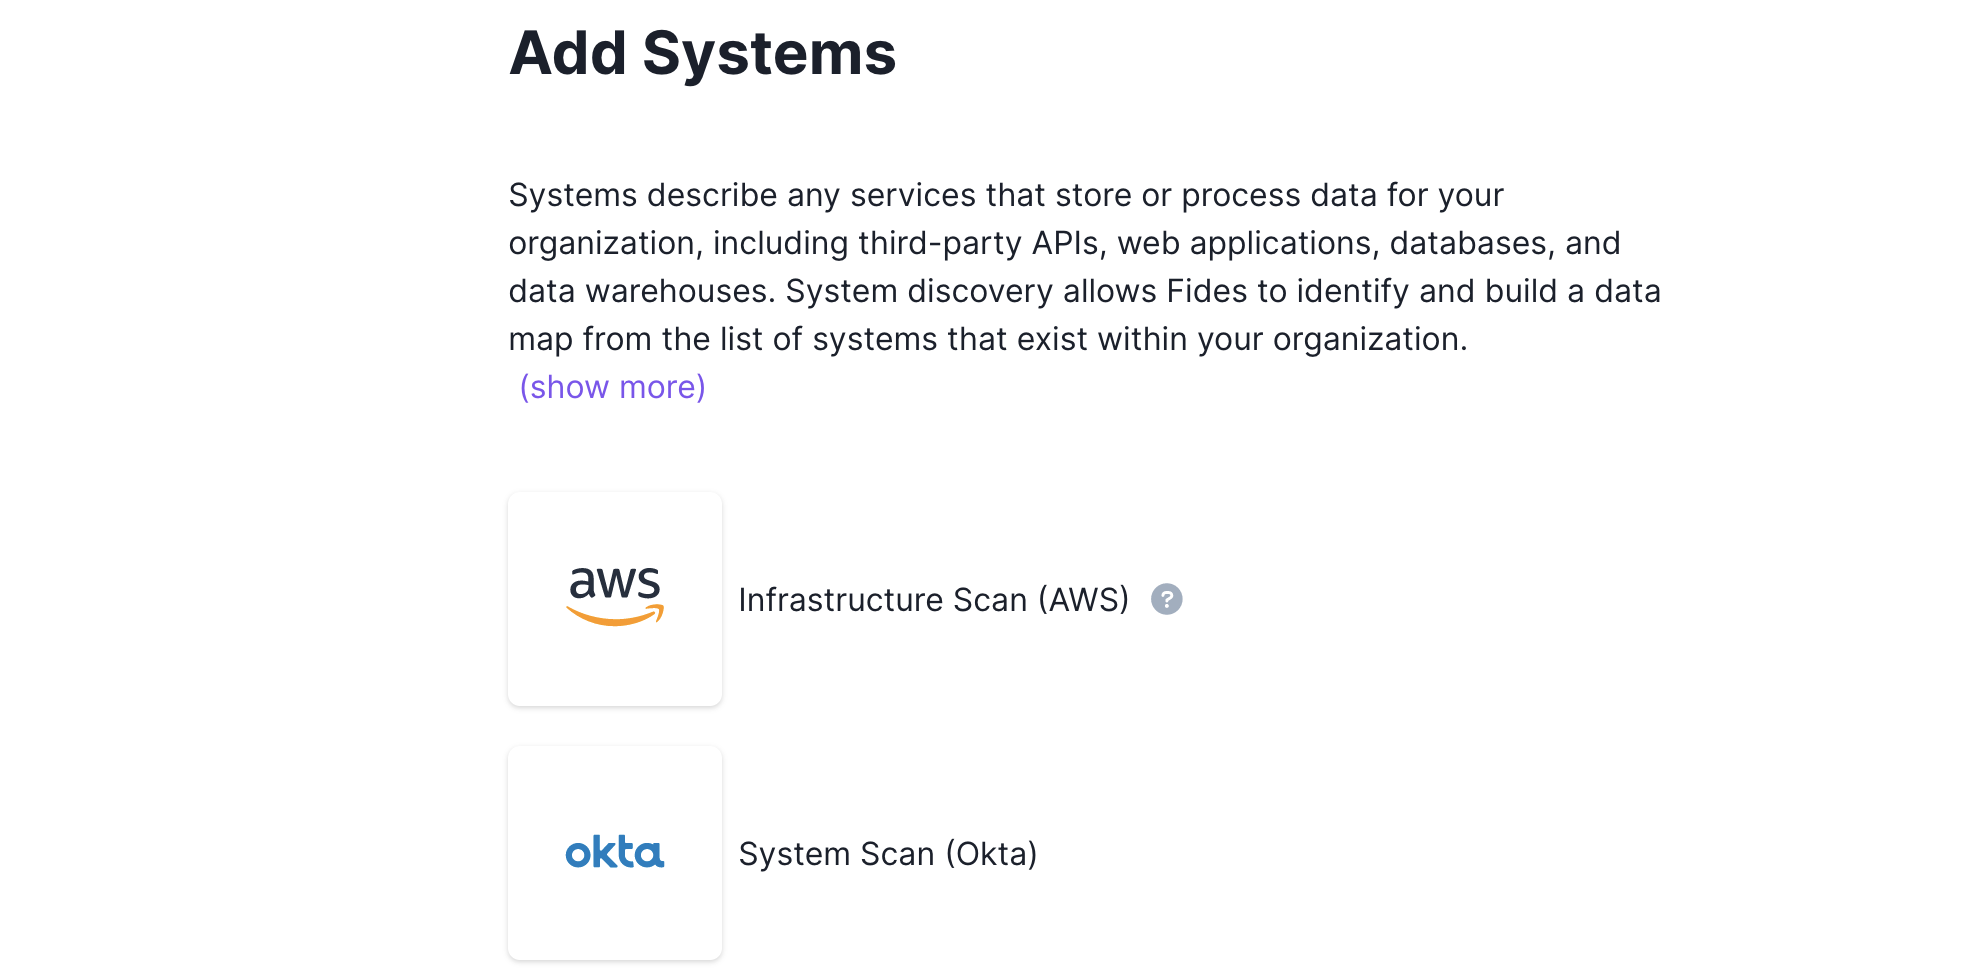 Add Systems
Systems describe any services that store or process data for your
organization, including third-party APIs, web applications, databases, and
data warehouses. System discovery allows Fides to identify and build a data
map from the list of systems that exist within your organization.
(show more)
aws
Infrastructure Scan (AWS) ?
okta
System Scan (Okta)